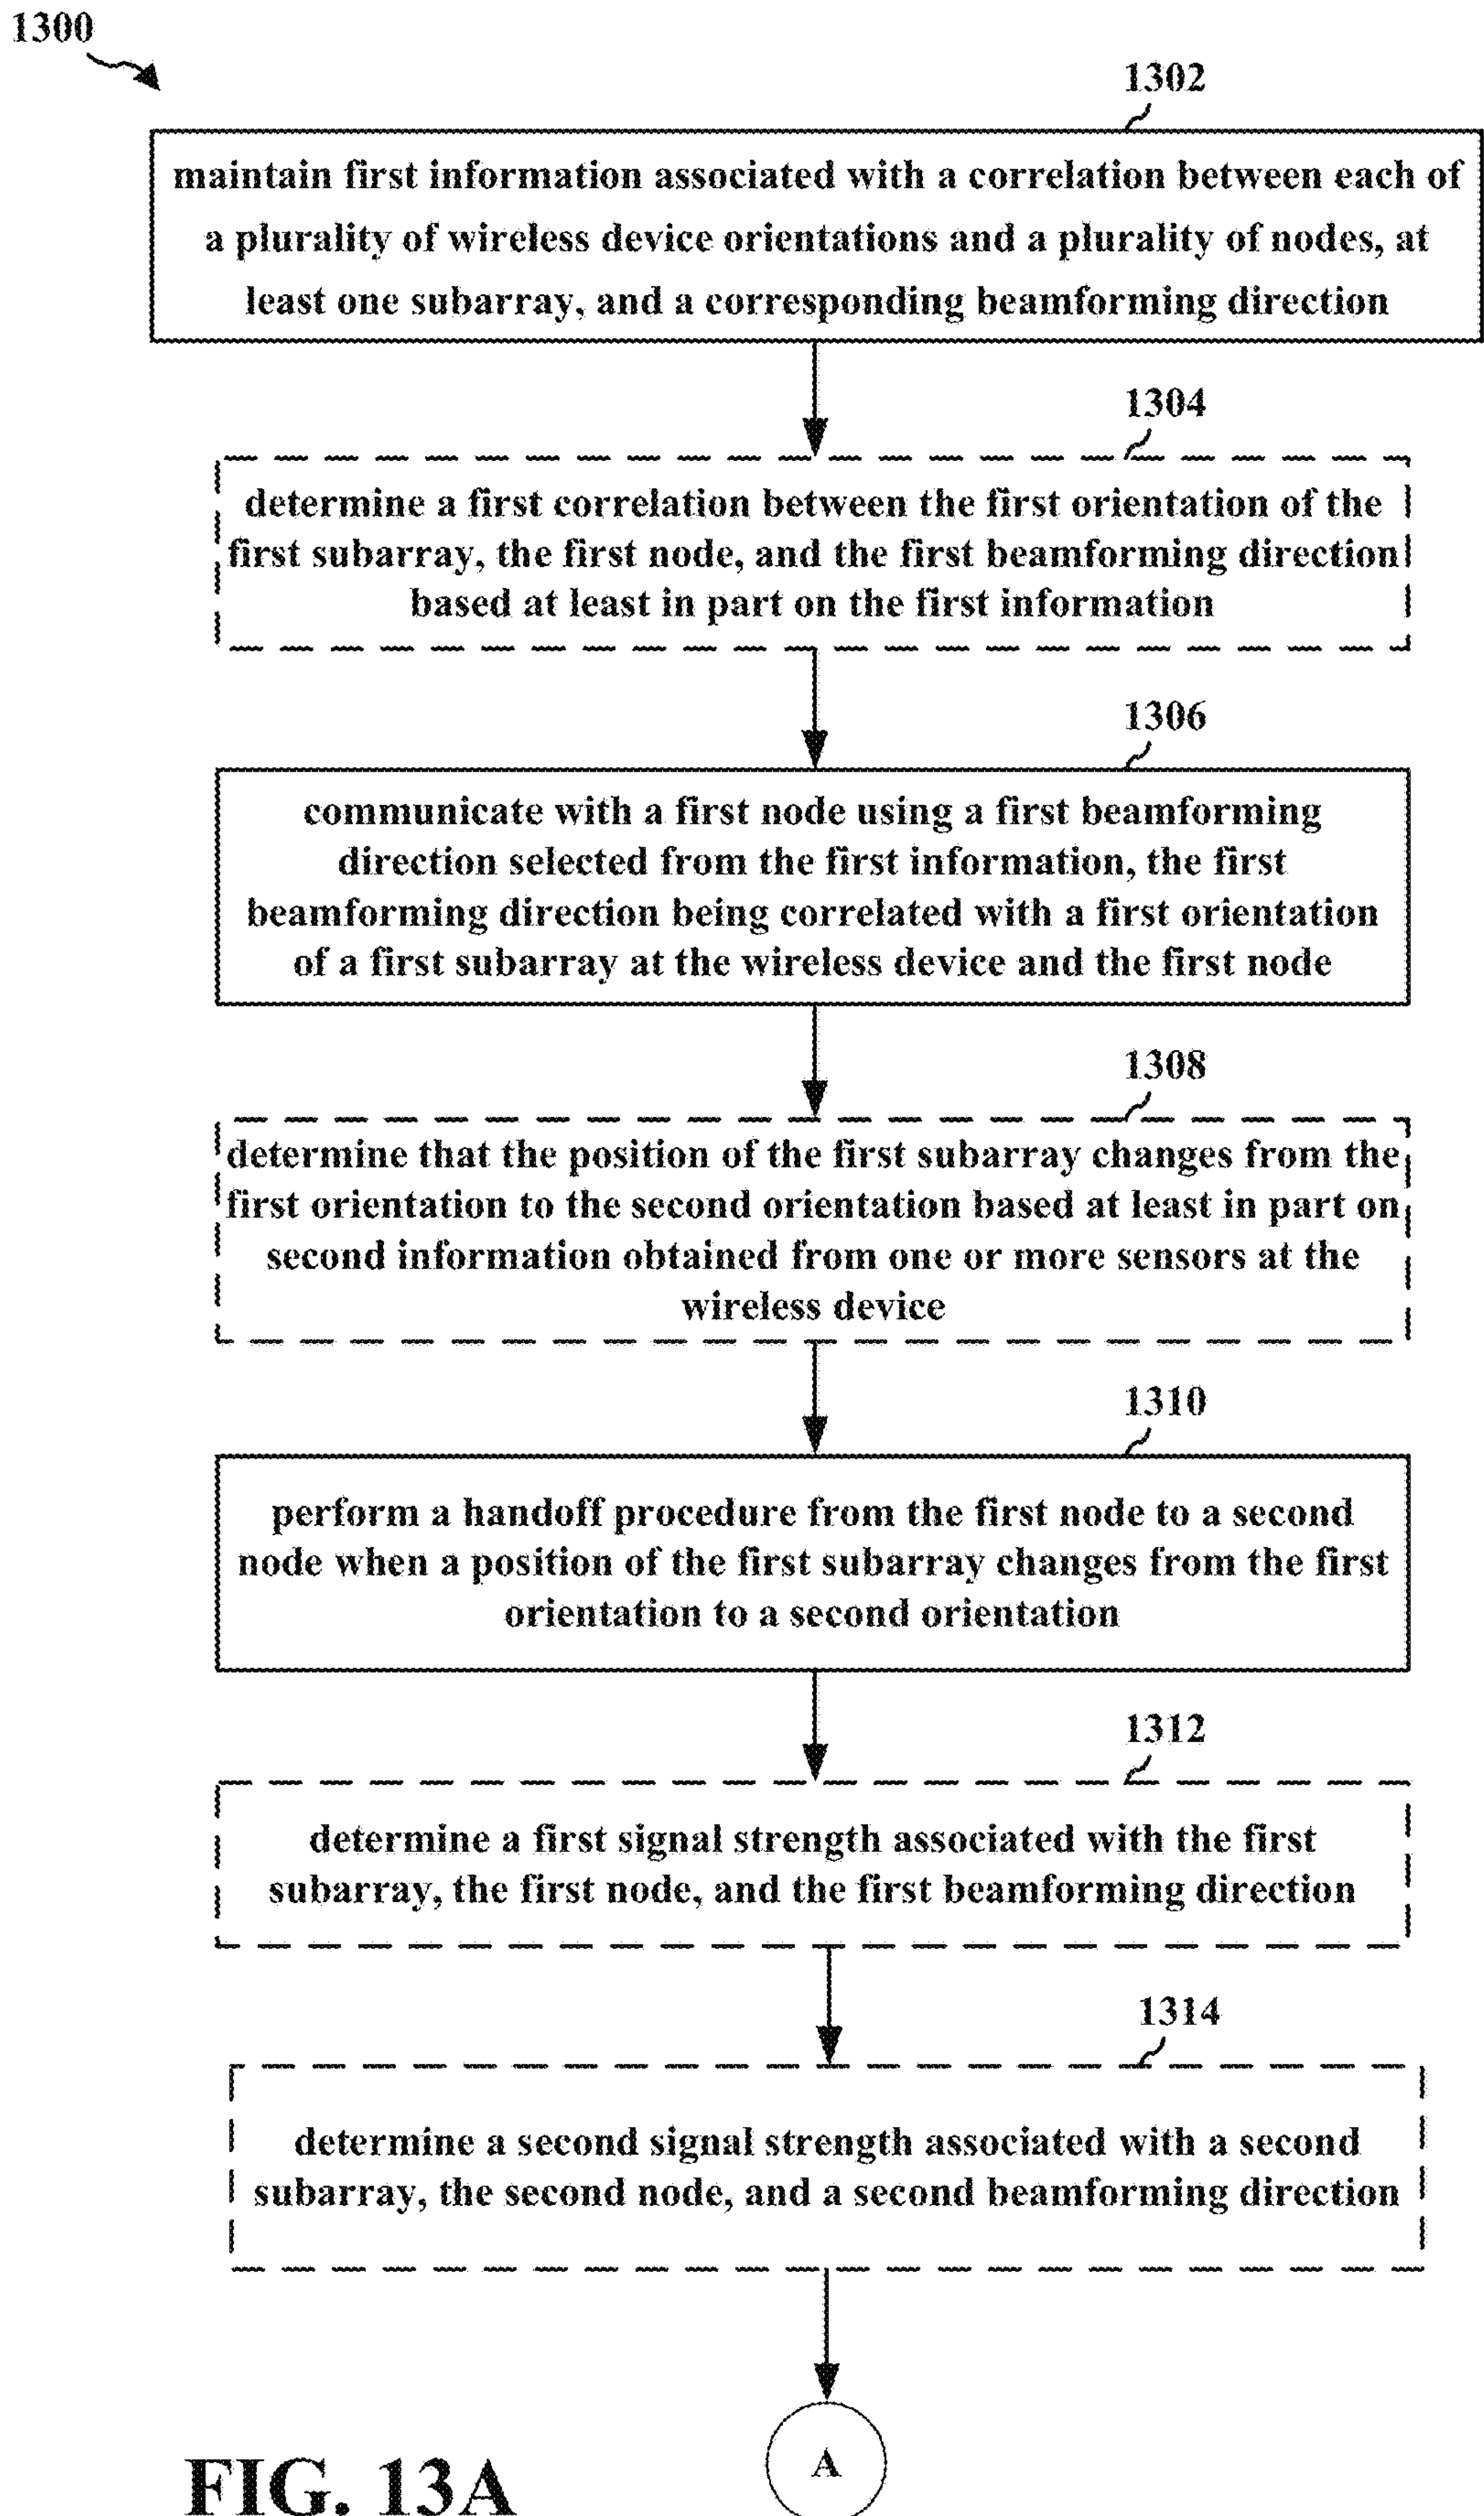 1300
1302
maintain first information associated with a correlation between each of
a plurality of wireless device orientations and a plurality of nodes, at
least one subarray, and a corresponding beamforming direction
1304
determine a first correlation between the first orientation of the
first subarray, the first node, and the first beamforming direction
based at least in part on the first information
1306
communicate with a first node using a first beamforming
direction selected from the first information, the first
beamforming direction being correlated with a first orientation
of a first subarray at the wireless device and the first node
1308
determine that the position of the first subarray changes from the
first orientation to the second orientation based at least in part on
second information obtained from one or more sensors at the
wireless device
1310
perform a handoff procedure from the first node to a second
node when a position of the first subarray changes from the first
orientation to a second orientation
1312
determine a first signal strength associated with the first
subarray, the first node, and the first beamforming direction
1314
determine a second signal strength associated with a second
subarray, the second node, and a second beamforming direction
A
FIG. 13A